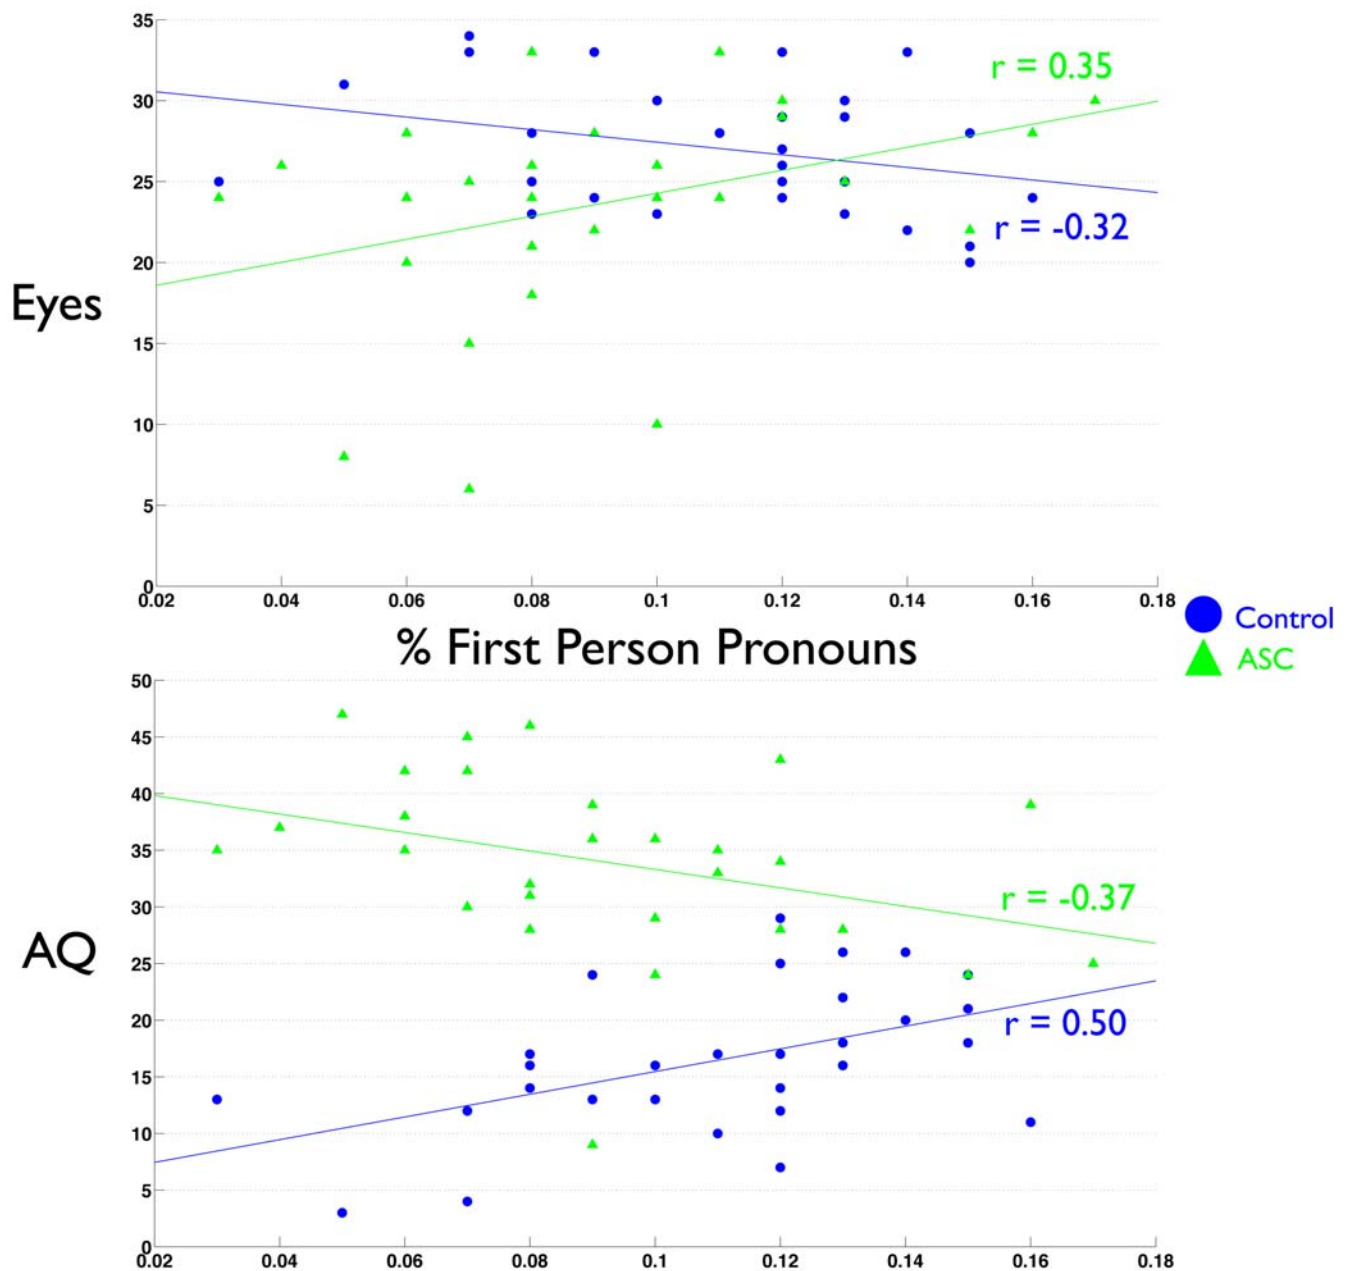 35
30
25
20
15
10
5
0
Eyes
r = 0.35
r = -0.32
0.02 0.04 0.06 0.08 0.1 0.12 0.14 0.16 0.18
% First Person Pronouns
Control
ASC
50
45
40
35
30
25
20
15
10
5
0
AQ
r = -0.37
r = 0.50
0.02 0.04 0.06 0.08 0.1 0.12 0.14 0.16 0.18